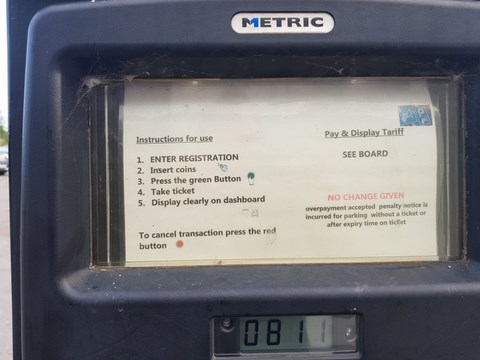 METRIC
Instructions for use
1. ENTER REGISTRATION
2. Insert coins
3. Press the green Button
4. Take ticket
5. Display clearly on dashboard
To cancel transaction press the red
button
Pay & Display Tariff
SEE BOARD
NO CHANGE GIVEN
overpayment accepted penalty notice is
incurred for parking without a ticket or
after expiry time on ticket
081